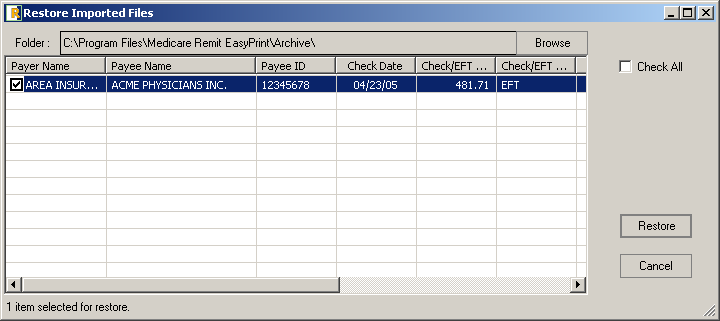 Restore Imported Files
Folder : C:\Program Files\Medicare Remit EasyPrint\Archive\ Browse
Payer Name Payee Name Payee ID Check Date Check/EFT ... Check/EFT ...
Check All
AREA INSUR... ACME PHYSICIANS INC. 12345678 04/23/05 481.71 EFT
Restore
Cancel
1 item selected for restore.